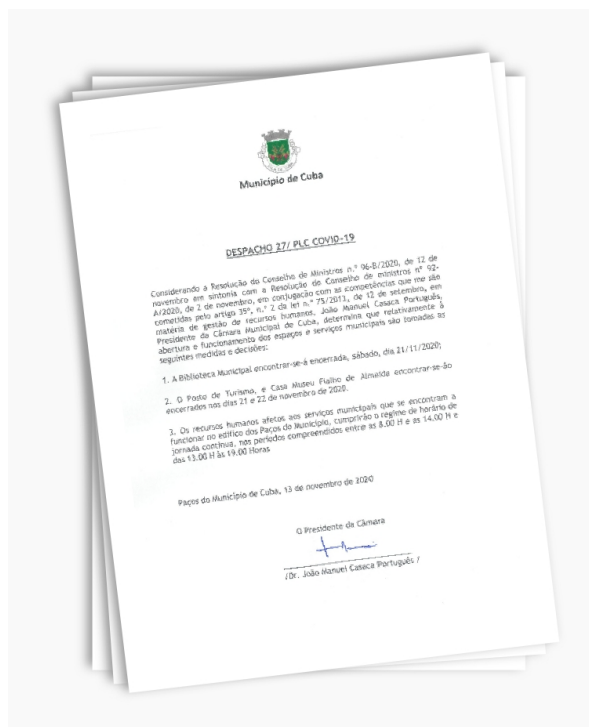 Município de Cuba
DESPACHO 27/ PLC COVID-19
Considerando a Resolução do Conselho de Ministros n.º 96-B/2020, de 12 de
novembro em sintonia com a Resolução do Conselho de ministros nº 92-
A/2020, de 2 de novembro, em conjugação com as competências que me são
cometidas pelo artigo 35º, n.º 2 da lei n.º 75/2013, de 12 de setembro, em
matéria de gestão de recursos humanos, João Manuel Casaca Português,
Presidente da Câmara Municipal de Cuba, determina que relativamente à
abertura e funcionamento dos espaços e serviços municipais são tomadas as
seguintes medidas e decisões:
1. A Biblioteca Municipal encontrar-se-á encerrada, sábado, dia 21/11/2020;
2. O Posto de Turismo, e Casa Museu Fialho de Almeida encontrar-se-ão
encerrados nos dias 21 e 22 de novembro de 2020.
3. Os recursos humanos afetos aos serviços municipais que se encontram a
funcionar no edifício dos Paços do Município, cumprirão o regime de horário de
jornada contínua, nos períodos compreendidos entre as 8.00 H e as 14.00 H e
das 13.00 H às 19.00 Horas
Paços do Município de Cuba, 13 de novembro de 2020
O Presidente da Câmara
/Dr. João Manuel Casaca Português /